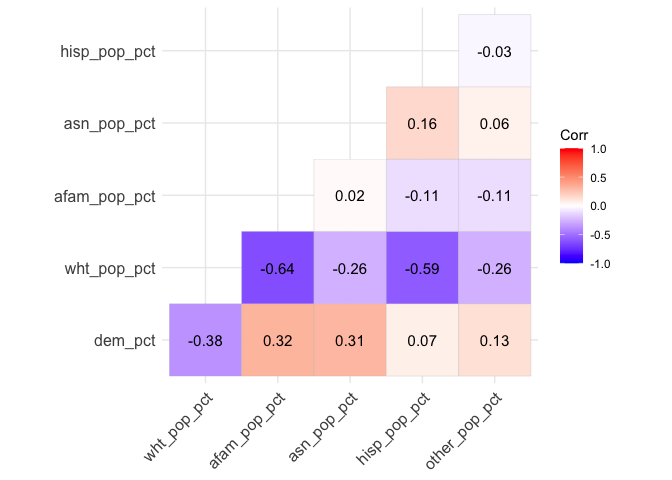 hisp_pop_pct
-0.03
asn_pop_pct
0.16 0.06
afam_pop_pct
0.02 -0.11 -0.11
wht_pop_pct
-0.64 -0.26 -0.59 -0.26
dem_pct
-0.38 0.32 0.31 0.07 0.13
wht_pop_pct
afam_pop_pct
asn_pop_pct
hisp_pop_pct
other_pop_pct
Corr
1.0
0.5
0.0
-0.5
-1.0